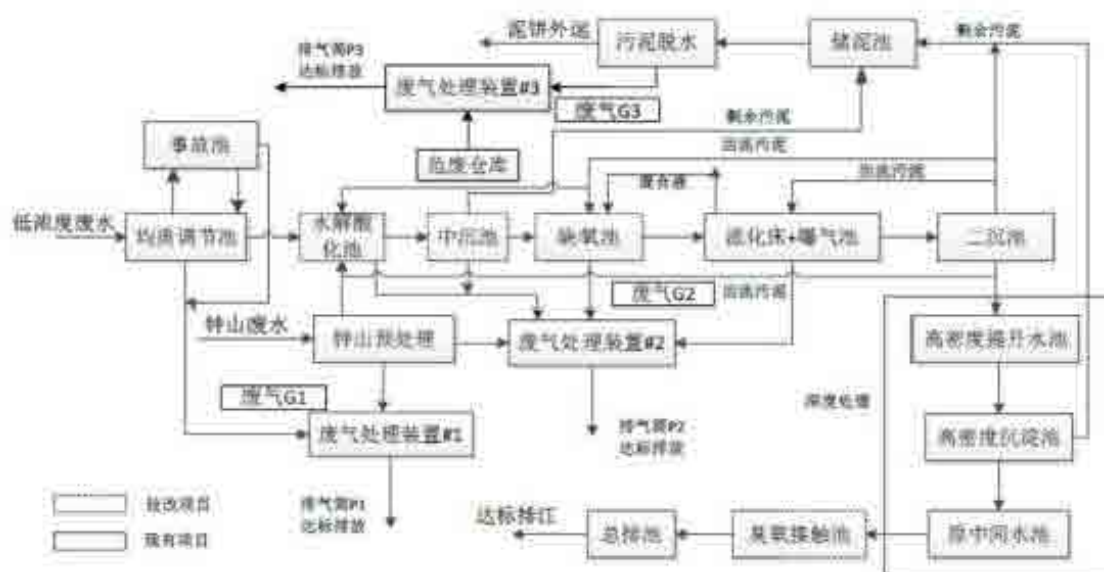 泥饼外运
污泥脱水
储泥池
剩余污泥
排气筒P3
达标排放
废气处理装置#3
废气G3
剩余污泥
事故池
危废仓库
回流污泥
混合液
回流污泥
低浓度废水
均质调节池
水解酸
化池
中沉池
缺氧池
流化床+曝气池
二沉池
废气G2
回流污泥
钟山废水
钟山预处理
废气处理装置#2
高密度提升水池
废气G1
深度处理
废气处理装置#1
排气筒P2
达标排放
高密度沉淀池
技改项目
排气筒P1
达标排放
现有项目
达标排江
总排池
臭氧接触池
原中间水池